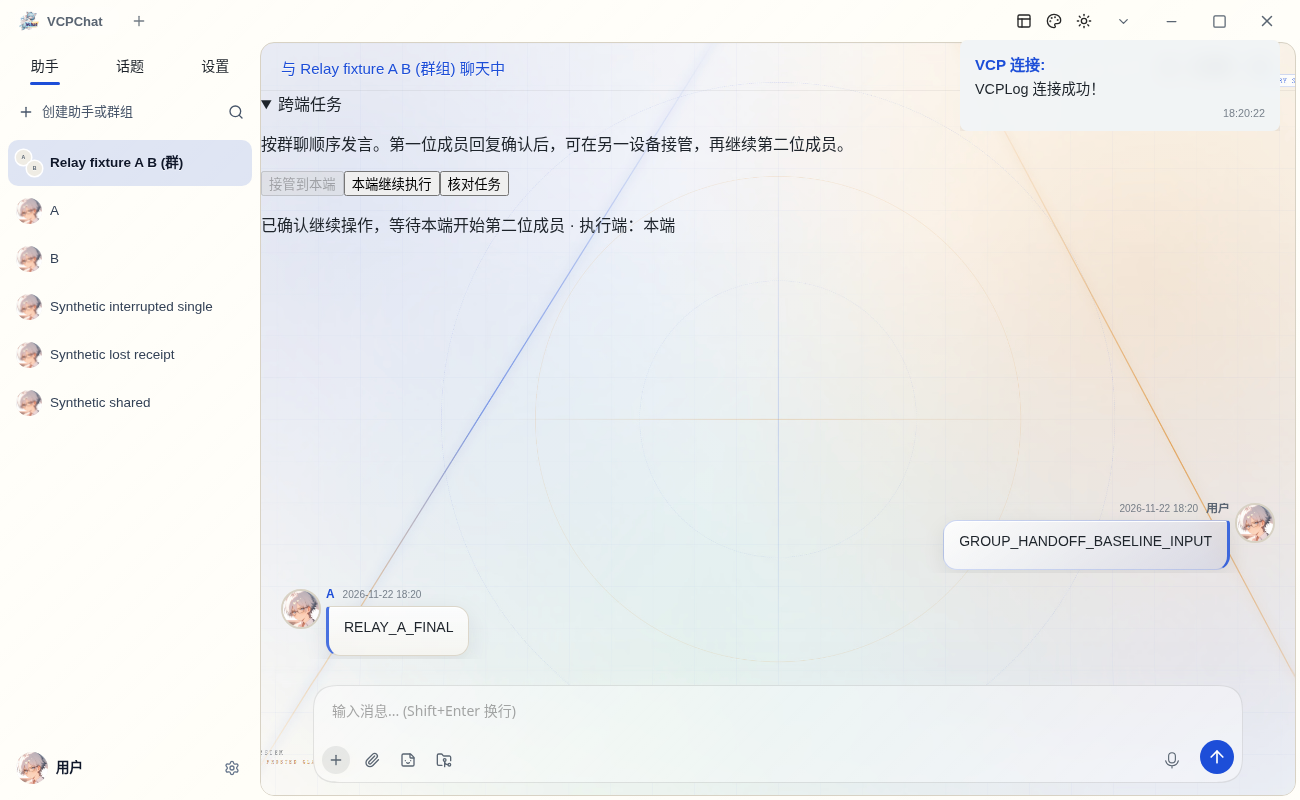 VCPChat
助手
话题
设置
创建助手或群组
Relay fixture A B (群)
A
B
Synthetic interrupted single
Synthetic lost receipt
Synthetic shared
用户
与 Relay fixture A B (群组) 聊天中
VCP 连接:
VCPLog 连接成功！
18:20:22
▼ 跨端任务
按群聊顺序发言。第一位成员回复确认后，可在另一设备接管，再继续第二位成员。
接管到本端 本端继续执行 核对任务
已确认继续操作，等待本端开始第二位成员 · 执行端：本端
2026-11-22 18:20 用户
GROUP_HANDOFF_BASELINE_INPUT
A 2026-11-22 18:20
RELAY_A_FINAL
输入消息... (Shift+Enter 换行)